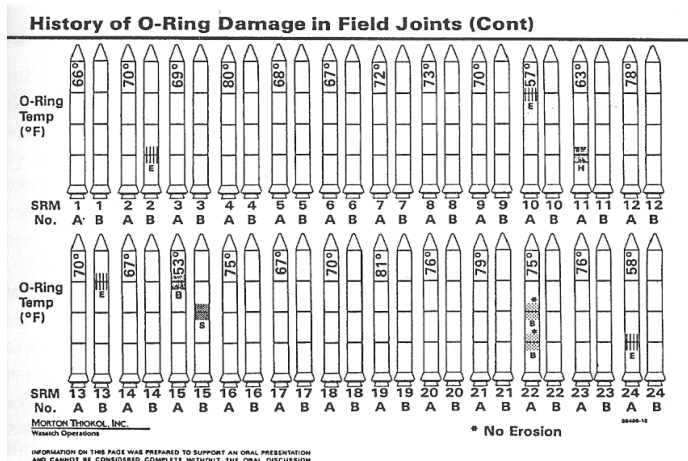 History of O-Ring Damage in Field Joints (Cont)
66° 70° 69° 80° 68° 67° 72° 73° 70° 57° 63° 78°
O-Ring
Temp
(°F)
E
E
H
SRM 1 1 2 2 3 3 4 4 5 5 6 6 7 7 8 8 9 9 10 10 11 11 12 12
No. A B A B A B A B A B A B A B A B A B A B A B A B
70° 67° 53° 75° 67° 70° 81° 76° 79° 75° 76° 58°
O-Ring
Temp
(°F)
E B
S
* B
* B
E
SRM 13 13 14 14 15 15 16 16 17 17 18 18 19 19 20 20 21 21 22 22 23 23 24 24
No. A B A B A B A B A B A B A B A B A B A B A B A B
MORTON THIOKOL, INC.
Wasatch Operations
* No Erosion
INFORMATION ON THIS PAGE WAS PREPARED TO SUPPORT AN ORAL PRESENTATION
AND CANNOT BE CONSIDERED COMPLETE WITHOUT THE ORAL DISCUSSION